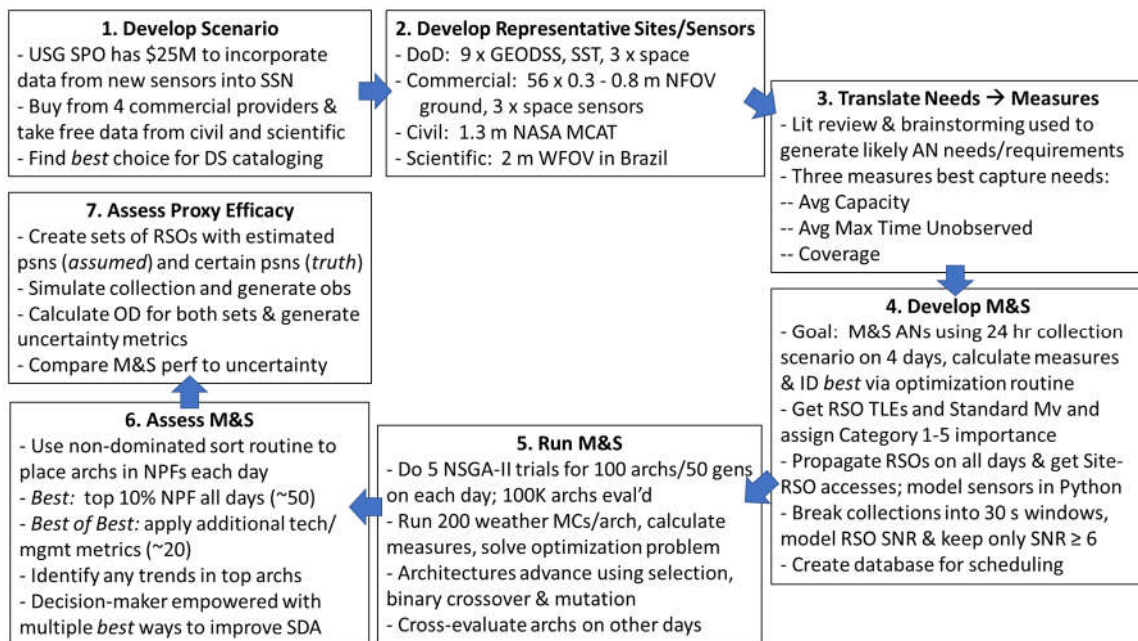 1. Develop Scenario
- USG SPO has $25M to incorporate
data from new sensors into SSN
- Buy from 4 commercial providers &
take free data from civil and scientific
- Find best choice for DS cataloging
2. Develop Representative Sites/Sensors
- DoD: 9 x GEODSS, SST, 3 x space
- Commercial: 56 x 0.3 - 0.8 m NFOV
ground, 3 x space sensors
- Civil: 1.3 m NASA MCAT
- Scientific: 2 m WFOV in Brazil
3. Translate Needs → Measures
- Lit review & brainstorming used to
generate likely AN needs/requirements
- Three measures best capture needs:
-- Avg Capacity
-- Avg Max Time Unobserved
-- Coverage
4. Develop M&S
- Goal: M&S ANs using 24 hr collection
scenario on 4 days, calculate measures
& ID best via optimization routine
- Get RSO TLEs and Standard Mv and
assign Category 1-5 importance
- Propagate RSOs on all days & get Site-
RSO accesses; model sensors in Python
- Break collections into 30 s windows,
model RSO SNR & keep only SNR ≥ 6
- Create database for scheduling
5. Run M&S
- Do 5 NSGA-II trials for 100 archs/50 gens
on each day; 100K archs eval’d
- Run 200 weather MCs/arch, calculate
measures, solve optimization problem
- Architectures advance using selection,
binary crossover & mutation
- Cross-evaluate archs on other days
6. Assess M&S
- Use non-dominated sort routine to
place archs in NPFs each day
- Best: top 10% NPF all days (~50)
- Best of Best: apply additional tech/
mgmt metrics (~20)
- Identify any trends in top archs
- Decision-maker empowered with
multiple best ways to improve SDA
7. Assess Proxy Efficacy
- Create sets of RSOs with estimated
psns (assumed) and certain psns (truth)
- Simulate collection and generate obs
- Calculate OD for both sets & generate
uncertainty metrics
- Compare M&S perf to uncertainty